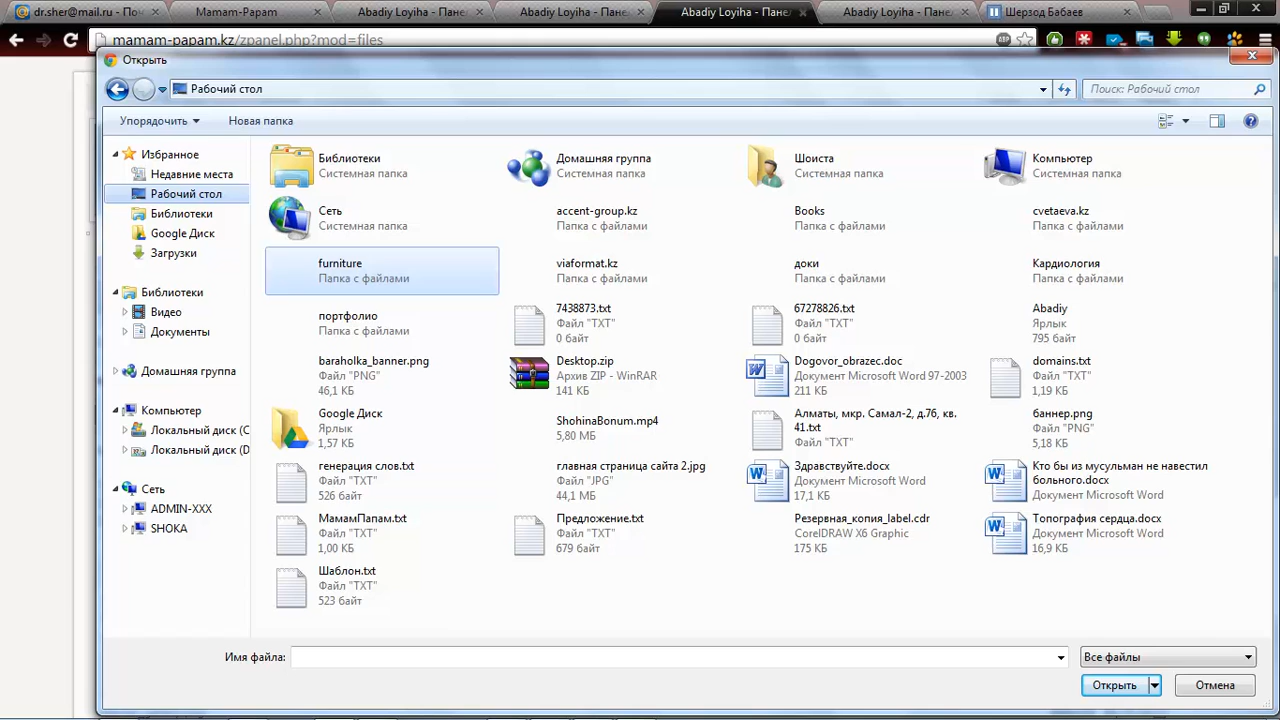 dr.sher@mail.ru - По
Mamam-Papam
Abadiy Loyiha - Панел
Abadiy Loyiha - Панел
Abadiy Loyiha - Панел
Abadiy Loyiha - Панел
Шерзод Бабаев
mamam-papam.kz/zpanel.php?mod=files
ABP
Открыть
Рабочий стол
Поиск: Рабочий стол
Упорядочить
Новая папка
Избранное
Недавние места
Рабочий стол
Библиотеки
Google Диск
Загрузки
Библиотеки
Видео
Документы
Домашняя группа
Компьютер
Локальный диск (C
Локальный диск (D
Сеть
ADMIN-XXX
SHOKA
Библиотеки
Системная папка
Домашняя группа
Системная папка
Шоиста
Системная папка
Компьютер
Системная папка
Сеть
Системная папка
accent-group.kz
Папка с файлами
Books
Папка с файлами
cvetaeva.kz
Папка с файлами
furniture
Папка с файлами
viaformat.kz
Папка с файлами
доки
Папка с файлами
Кардиология
Папка с файлами
портфолио
Папка с файлами
7438873.txt
Файл "TXT"
0 байт
67278826.txt
Файл "TXT"
0 байт
Abadiy
Ярлык
795 байт
baraholka_banner.png
Файл "PNG"
46,1 КБ
Desktop.zip
Архив ZIP - WinRAR
141 КБ
Dogovor_obrazec.doc
Документ Microsoft Word 97-2003
211 КБ
domains.txt
Файл "TXT"
1,19 КБ
Google Диск
Ярлык
1,57 КБ
ShohinaBonum.mp4
5,80 МБ
Алматы, мкр. Самал-2, д.76, кв.
41.txt
Файл "TXT"
баннер.png
Файл "PNG"
5,18 КБ
генерация слов.txt
Файл "TXT"
526 байт
главная страница сайта 2.jpg
Файл "JPG"
44,1 МБ
Здравствуйте.docx
Документ Microsoft Word
17,1 КБ
Кто бы из мусульман не навестил
больного.docx
Документ Microsoft Word
МамамПапам.txt
Файл "TXT"
1,00 КБ
Предложение.txt
Файл "TXT"
679 байт
Резервная_копия_label.cdr
CorelDRAW X6 Graphic
175 КБ
Топография сердца.docx
Документ Microsoft Word
16,9 КБ
Шаблон.txt
Файл "TXT"
523 байт
Имя файла:
Все файлы
Открыть
Отмена